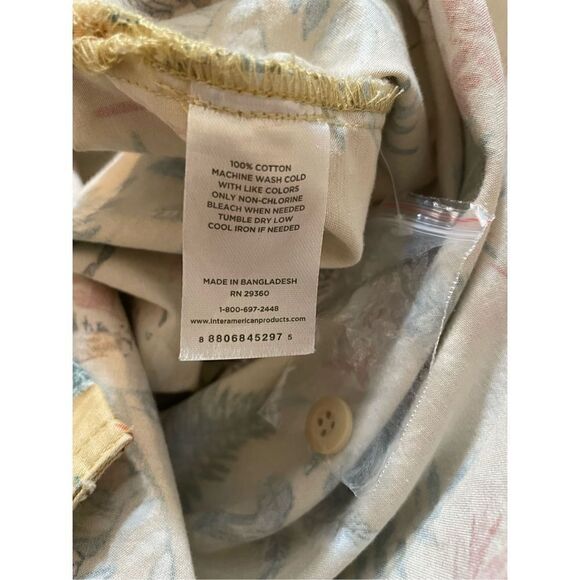 100% COTTON
MACHINE WASH COLD
WITH LIKE COLORS
ONLY NON-CHLORINE
BLEACH WHEN NEEDED
TUMBLE DRY LOW
COOL IRON IF NEEDED
MADE IN BANGLADESH
RN 29360
1-800-697-2448
www.interamericanproducts.com
8 8806845297 5